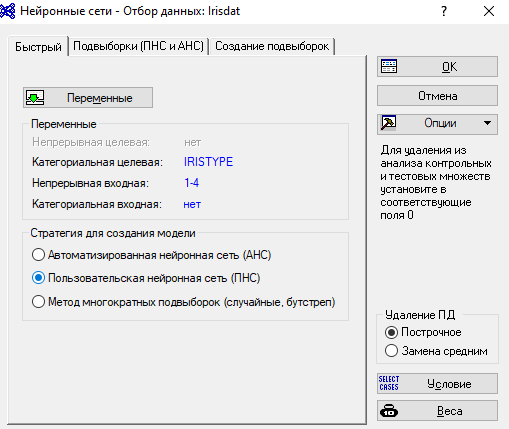 Нейронные сети - Отбор данных: Irisdat
Быстрый
Подвыборки (ПНС и АНС)
Создание подвыборок
Переменные
Переменные
Непрерывная целевая: нет
Категориальная целевая: IRISTYPE
Непрерывная входная: 1-4
Категориальная входная: нет
Стратегия для создания модели
Автоматизированная нейронная сеть (АНС)
Пользовательская нейронная сеть (ПНС)
Метод многократных подвыборок (случайные, бутстреп)
OK
Отмена
Опции
Для удаления из
анализа контрольных
и тестовых множеств
установите в
соответствующие
поля 0
Удаление ПД
Построчное
Замена средним
SELECT
CASES
Условие
Веса